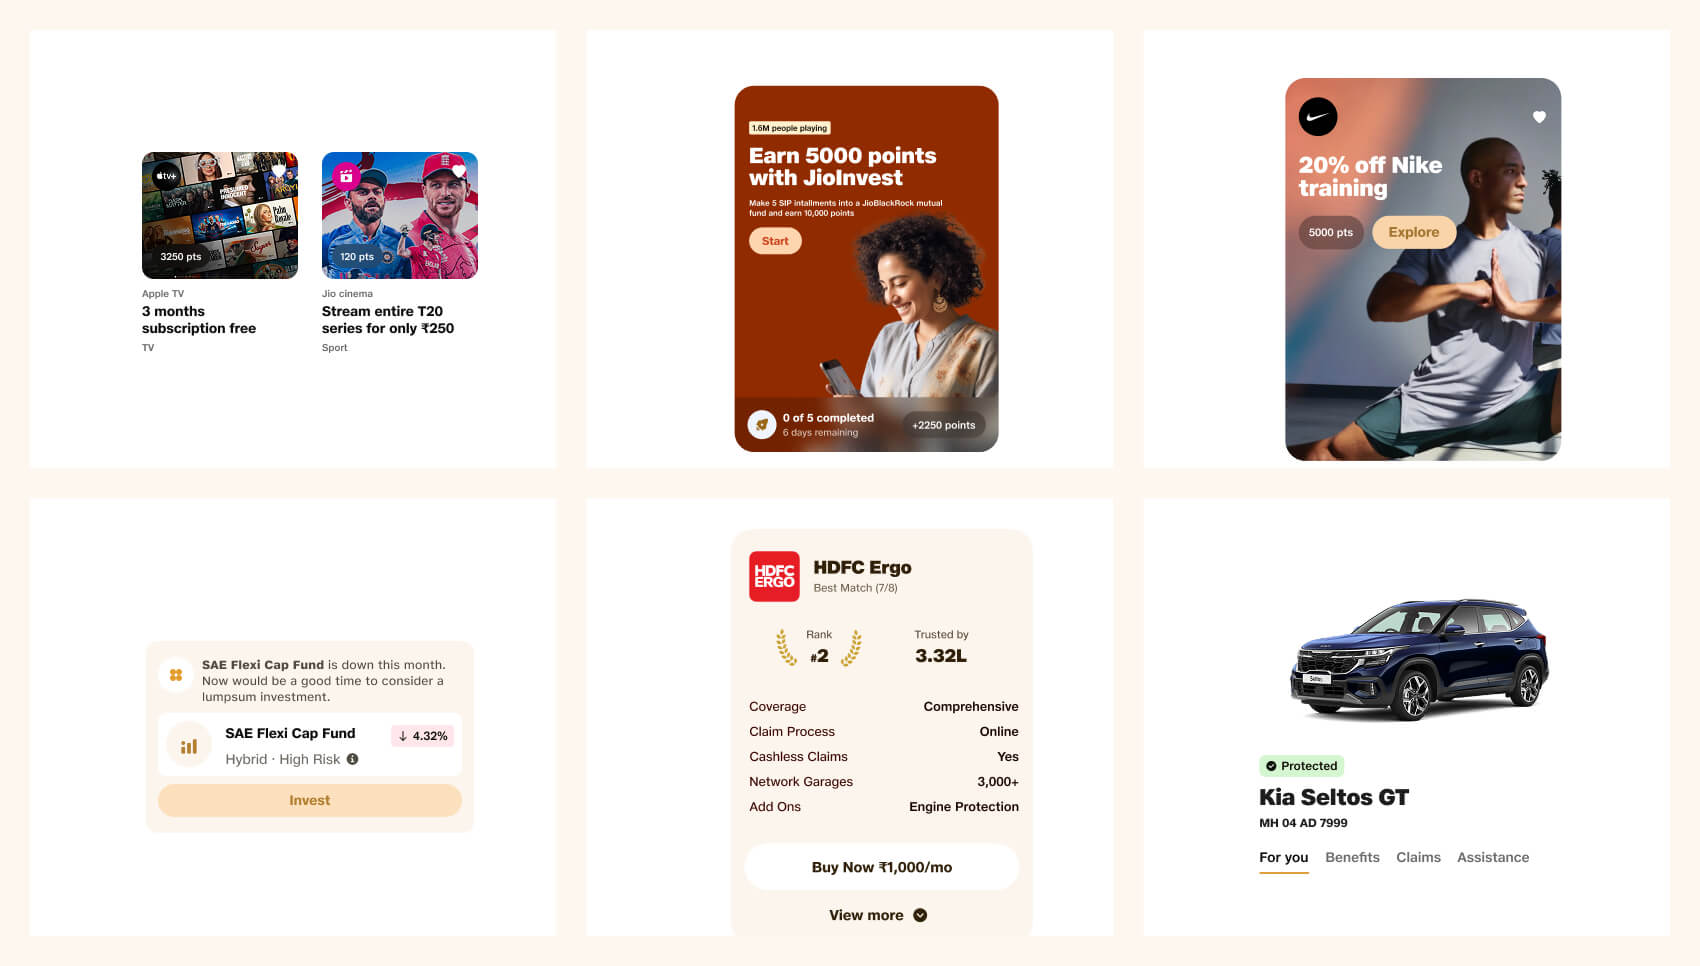 tv+
PRESUMED
INNOCENT
Palm
Royale
3250 pts
Apple TV
3 months
subscription free
TV
120 pts
Jio cinema
Stream entire T20
series for only ₹250
Sport
1.6M people playing
Earn 5000 points
with JioInvest
Make 5 SIP intallments into a JioBlackRock mutual
fund and earn 10,000 points
Start
0 of 5 completed
6 days remaining
+2250 points
20% off Nike
training
5000 pts
Explore
SAE Flexi Cap Fund is down this month.
Now would be a good time to consider a
lumpsum investment.
SAE Flexi Cap Fund
↓ 4.32%
Hybrid · High Risk
Invest
HDFC
ERGO
HDFC Ergo
Best Match (7/8)
Rank
#2
Trusted by
3.32L
Coverage Comprehensive
Claim Process Online
Cashless Claims Yes
Network Garages 3,000+
Add Ons Engine Protection
Buy Now ₹1,000/mo
View more
Seltos
Protected
Kia Seltos GT
MH 04 AD 7999
For you Benefits Claims Assistance